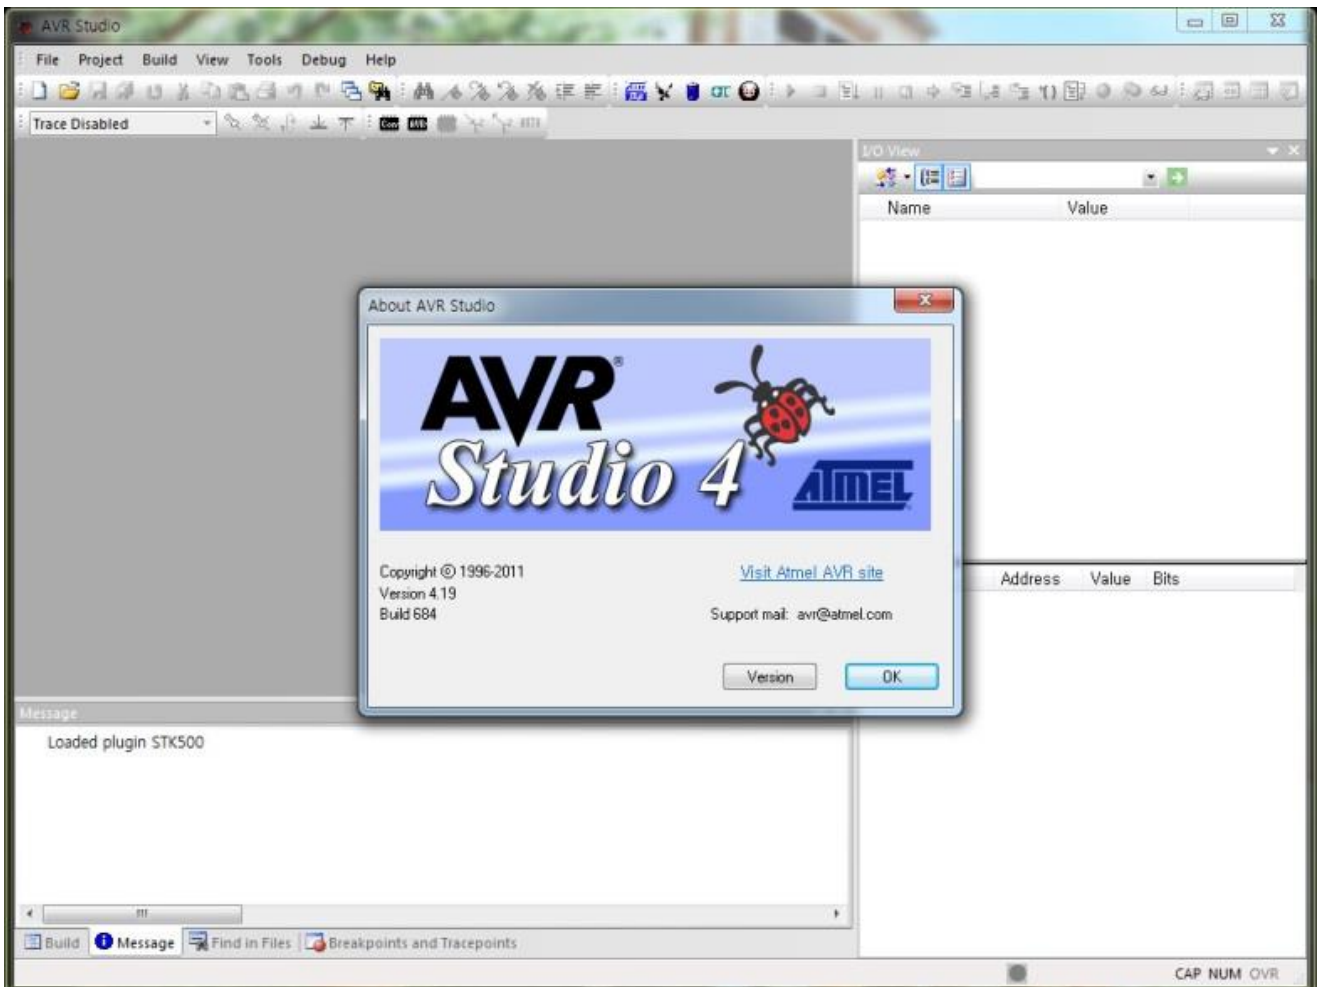 AVR Studio
File Project Build View Tools Debug Help
Trace Disabled
I/O View
Name Value
About AVR Studio
AVR®
Studio 4
ATMEL
Copyright © 1996-2011
Version 4.19
Build 684
Visit Atmel AVR site
Support mail: avr@atmel.com
Version OK
Address Value Bits
Message
Loaded plugin STK500
Build Message Find in Files Breakpoints and Tracepoints
CAP NUM OVR